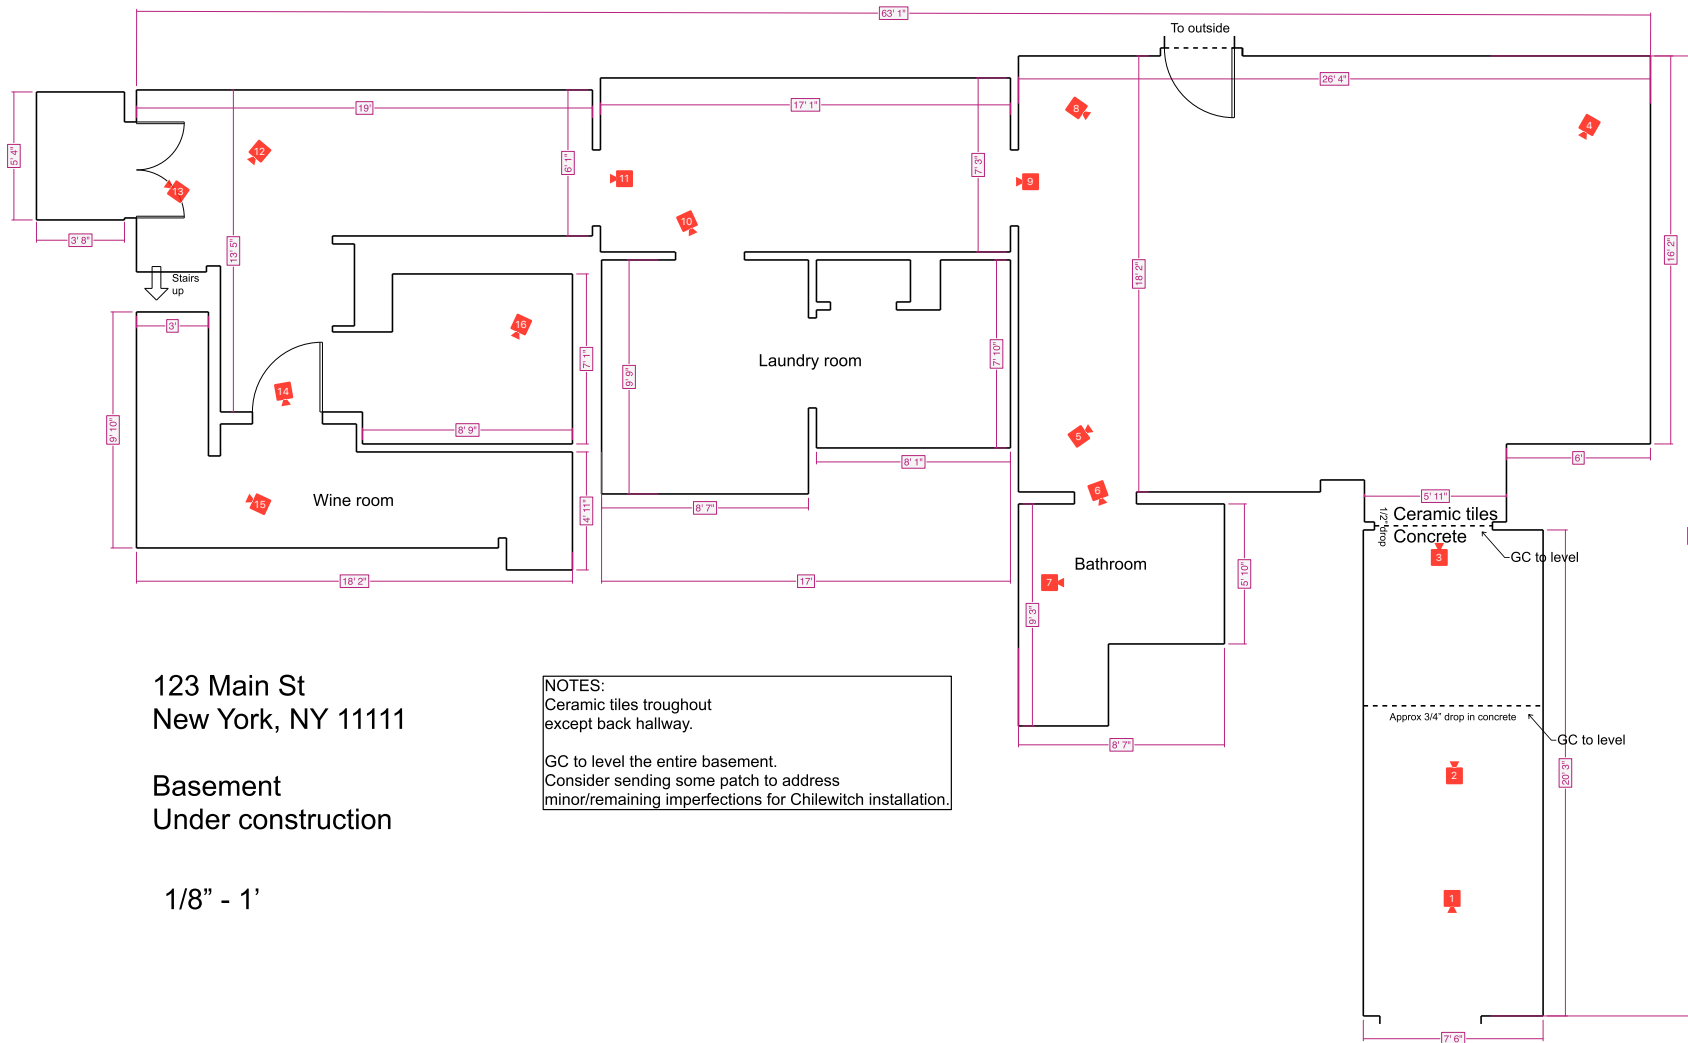 63' 1"
To outside
26' 4"
19'
17' 1"
8
4
12
5' 4"
6' 1"
7' 3"
11
9
13
10
3' 8"
13' 5"
18' 2"
16' 2"
Stairs
up
3'
16
7' 1"
9' 9"
Laundry room
7' 10"
14
9' 10"
8' 9"
5
8' 1"
6'
15
Wine room
4' 11"
8' 7"
6
5' 11"
1/2" drop
Ceramic tiles
Concrete
GC to level
3
18' 2"
17'
7
Bathroom
5' 10"
9' 3"
8' 7"
Approx 3/4” drop in concrete
GC to level
2
20' 3"
1
7' 6"
123 Main St
New York, NY 11111
Basement
Under construction
1/8” - 1’
NOTES:
Ceramic tiles troughout
except back hallway.
GC to level the entire basement.
Consider sending some patch to address
minor/remaining imperfections for Chilewitch installation.